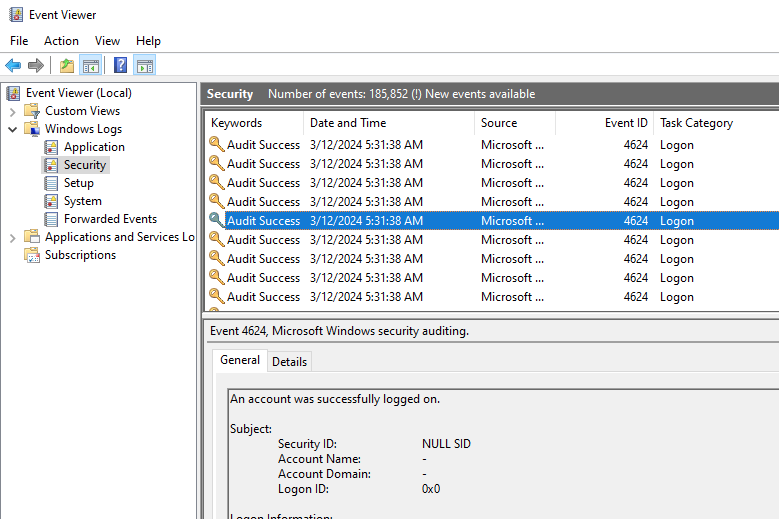 Event Viewer
File Action View Help
Event Viewer (Local)
Custom Views
Windows Logs
Application
Security
Setup
System
Forwarded Events
Applications and Services Lo
Subscriptions
Security Number of events: 185,852 (!) New events available
Keywords Date and Time Source Event ID Task Category
Audit Success 3/12/2024 5:31:38 AM Microsoft ... 4624 Logon
Audit Success 3/12/2024 5:31:38 AM Microsoft ... 4624 Logon
Audit Success 3/12/2024 5:31:38 AM Microsoft ... 4624 Logon
Audit Success 3/12/2024 5:31:38 AM Microsoft ... 4624 Logon
Audit Success 3/12/2024 5:31:38 AM Microsoft ... 4624 Logon
Audit Success 3/12/2024 5:31:38 AM Microsoft ... 4624 Logon
Audit Success 3/12/2024 5:31:38 AM Microsoft ... 4624 Logon
Audit Success 3/12/2024 5:31:38 AM Microsoft ... 4624 Logon
Audit Success 3/12/2024 5:31:38 AM Microsoft ... 4624 Logon
Event 4624, Microsoft Windows security auditing.
General Details
An account was successfully logged on.
Subject:
Security ID: NULL SID
Account Name: -
Account Domain: -
Logon ID: 0x0
Logon Information: